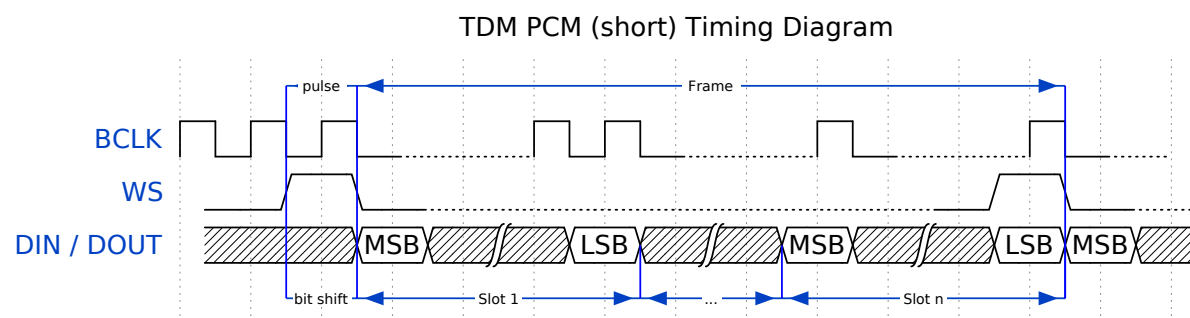 TDM PCM (short) Timing Diagram
pulse Frame
BCLK
WS
DIN / DOUT MSB LSB MSB LSB MSB
bit shift Slot 1 ... Slot n